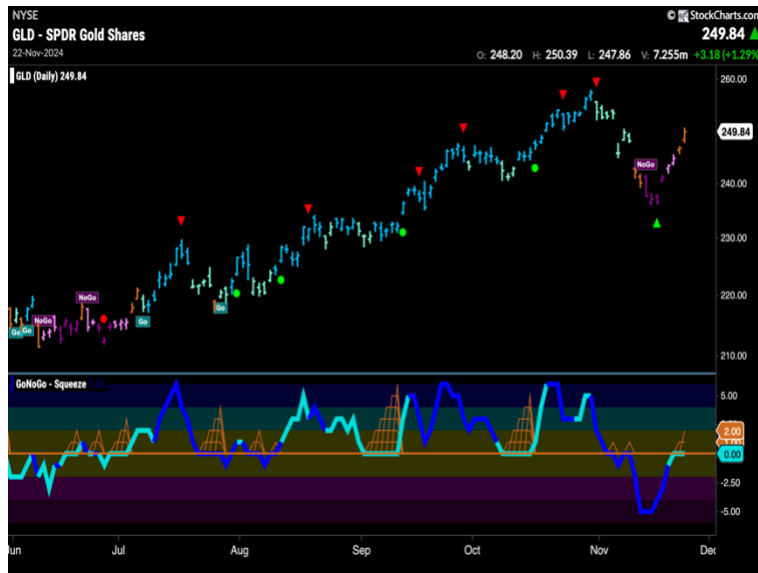 NYSE
© StockCharts.com
GLD - SPDR Gold Shares
249.84
22-Nov-2024
O: 248.20 H: 250.39 L: 247.86 V: 7.255m +3.18 (+1.29%)
GLD (Daily) 249.84
260.00
249.84
NoGo
240.00
230.00
220.00
NoGo
Go
Go
Go
NoGo
Go
210.00
GoNoGo - Squeeze
5.00
2.00
0.00
-2.50
-5.00
Jun Jul Aug Sep Oct Nov Dec